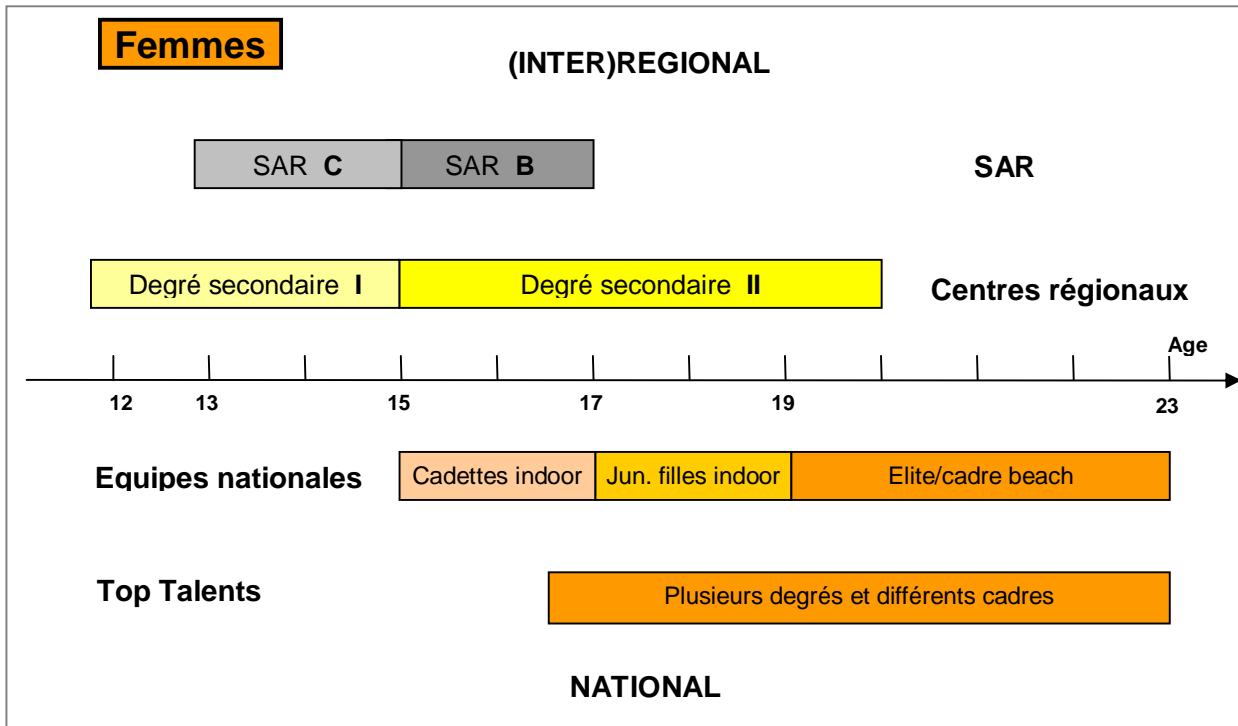 Femmes
(INTER)REGIONAL
SAR C SAR B SAR
Degré secondaire I Degré secondaire II Centres régionaux
Age
12 13 15 17 19 23
Equipes nationales Cadettes indoor Jun. filles indoor Elite/cadre beach
Top Talents Plusieurs degrés et différents cadres
NATIONAL